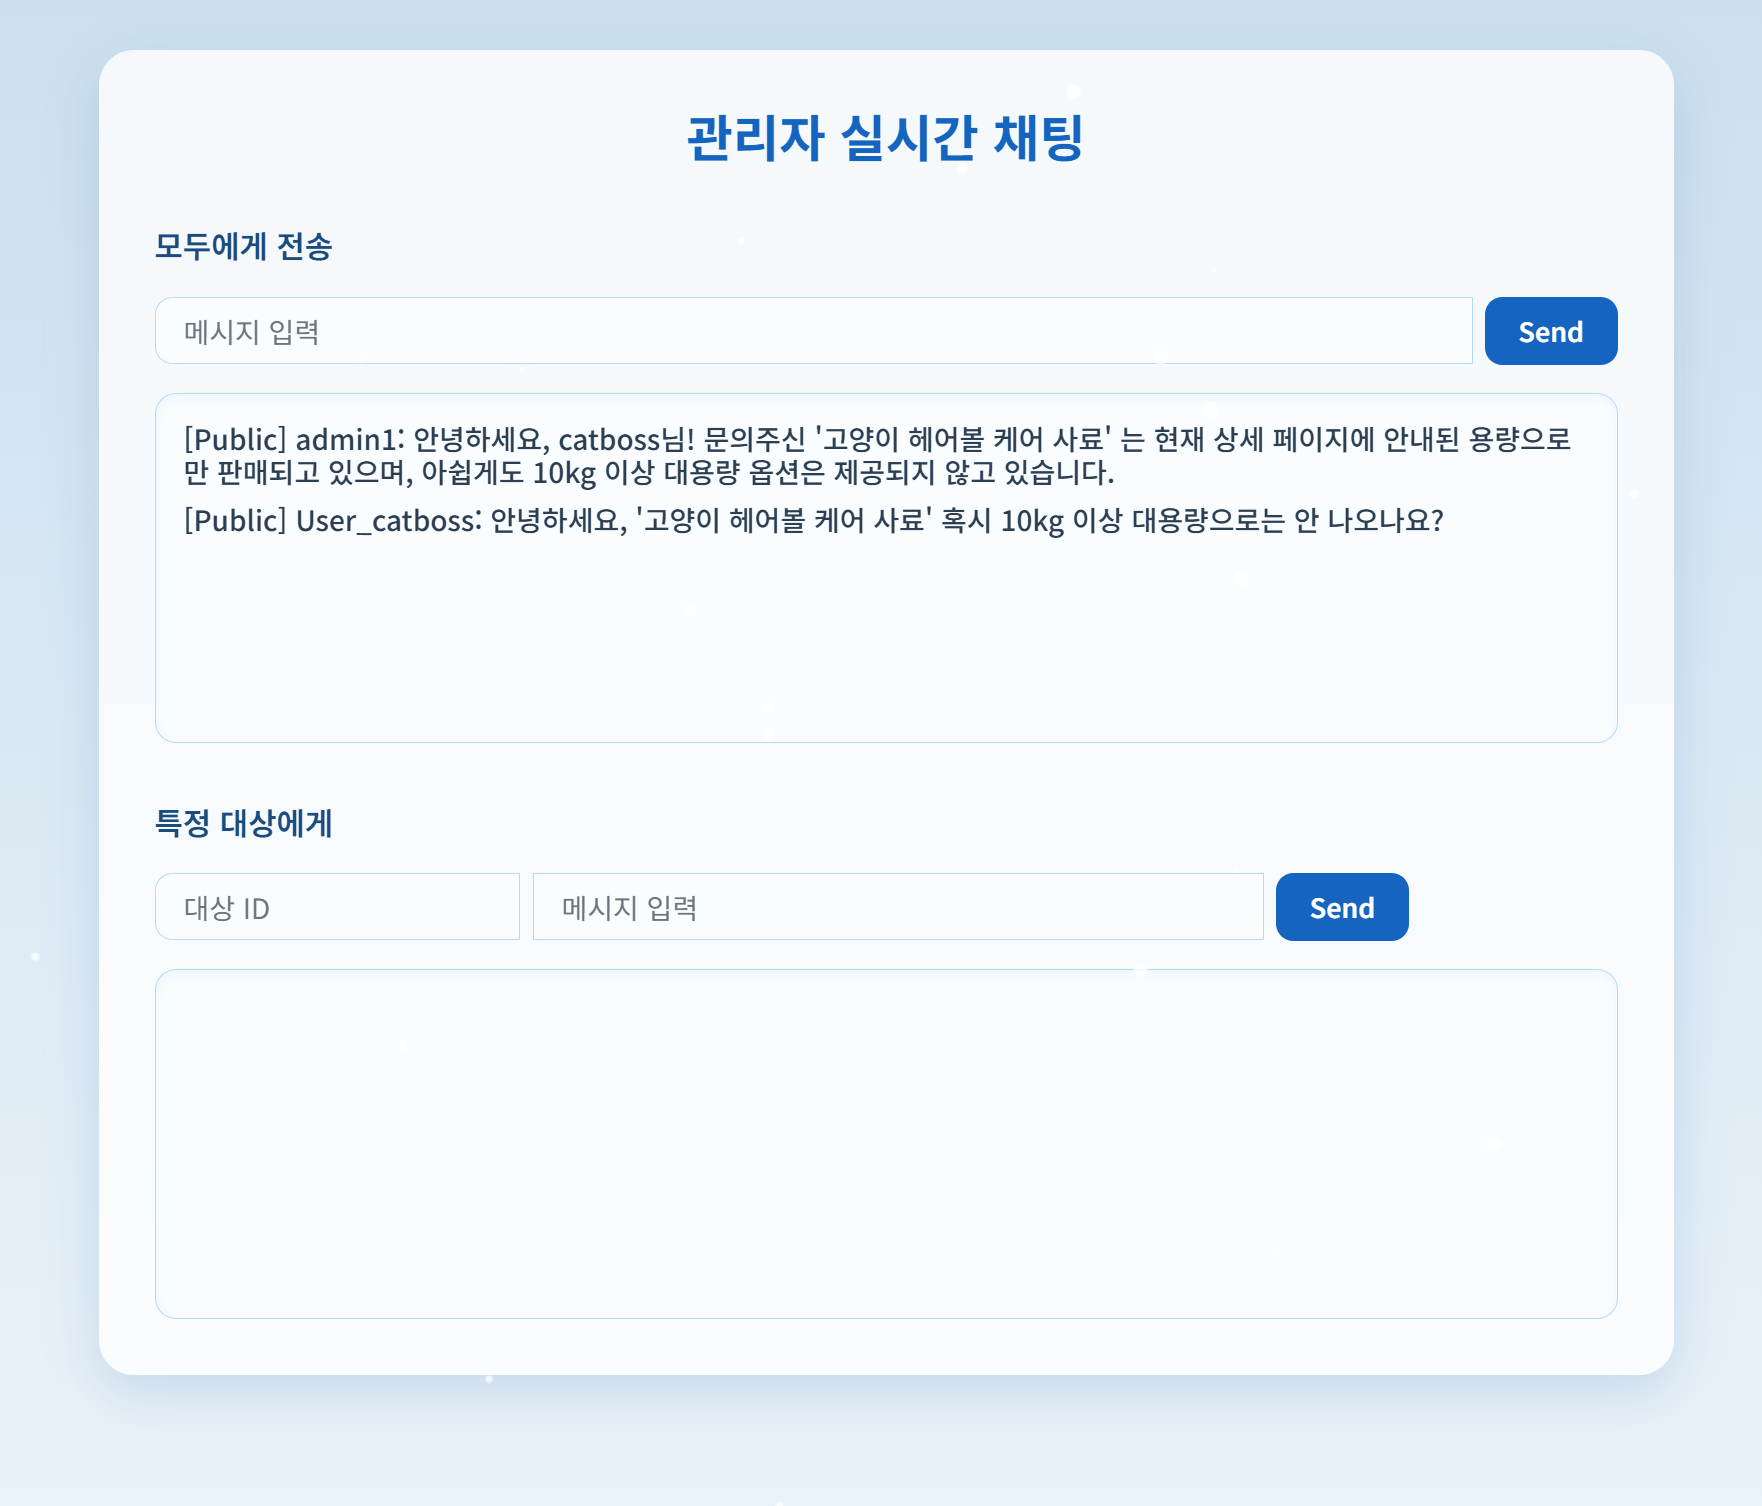 관리자 실시간 채팅
모두에게 전송
메시지 입력
Send
[Public] admin1: 안녕하세요, catboss님! 문의주신 '고양이 헤어볼 케어 사료' 는 현재 상세 페이지에 안내된 용량으로
만 판매되고 있으며, 아쉽게도 10kg 이상 대용량 옵션은 제공되지 않고 있습니다.
[Public] User_catboss: 안녕하세요, '고양이 헤어볼 케어 사료' 혹시 10kg 이상 대용량으로는 안 나오나요?
특정 대상에게
대상 ID
메시지 입력
Send